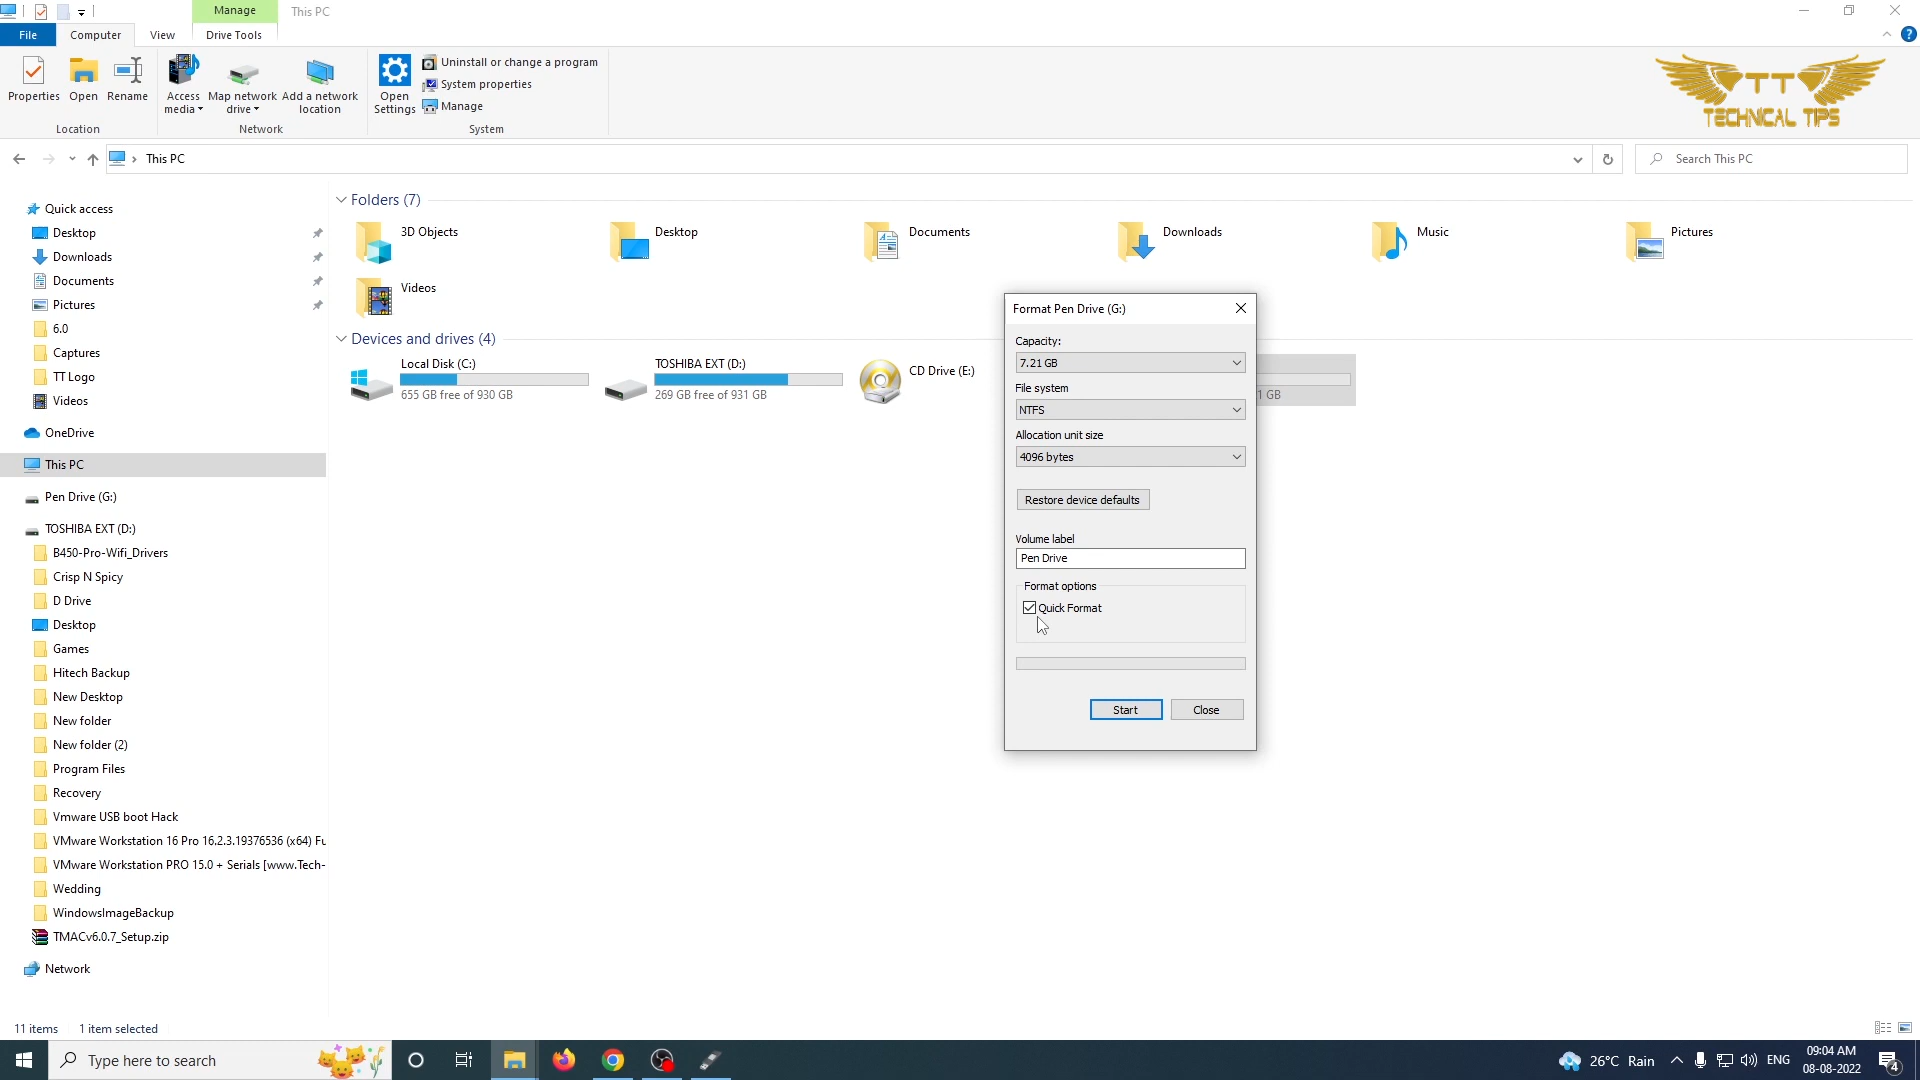 Manage
This PC
File
Computer
View
Drive Tools
Properties
Open
Rename
Access media
Map network drive
Add a network location
Open Settings
Uninstall or change a program
System properties
Manage
Location
Network
System
TT
TECHNICAL TIPS
This PC
Search This PC
Quick access
Desktop
Downloads
Documents
Pictures
6.0
Captures
TT Logo
Videos
OneDrive
This PC
Pen Drive (G:)
TOSHIBA EXT (D:)
B450-Pro-Wifi_Drivers
Crisp N Spicy
D Drive
Desktop
Games
Hitech Backup
New Desktop
New folder
New folder (2)
Program Files
Recovery
Vmware USB boot Hack
VMware Workstation 16 Pro 16.2.3.19376536 (x64) Fu
VMware Workstation PRO 15.0 + Serials [www.Tech-
Wedding
WindowsImageBackup
TMACv6.0.7_Setup.zip
Network
Folders (7)
3D Objects
Desktop
Documents
Downloads
Music
Pictures
Videos
Devices and drives (4)
Local Disk (C:)
655 GB free of 930 GB
TOSHIBA EXT (D:)
269 GB free of 931 GB
CD Drive (E:)
1 GB
Format Pen Drive (G:)
Capacity:
7.21 GB
File system
NTFS
Allocation unit size
4096 bytes
Restore device defaults
Volume label
Pen Drive
Format options
Quick Format
Start
Close
11 items
1 item selected
Type here to search
26°C Rain
ENG
09:04 AM
08-08-2022
4